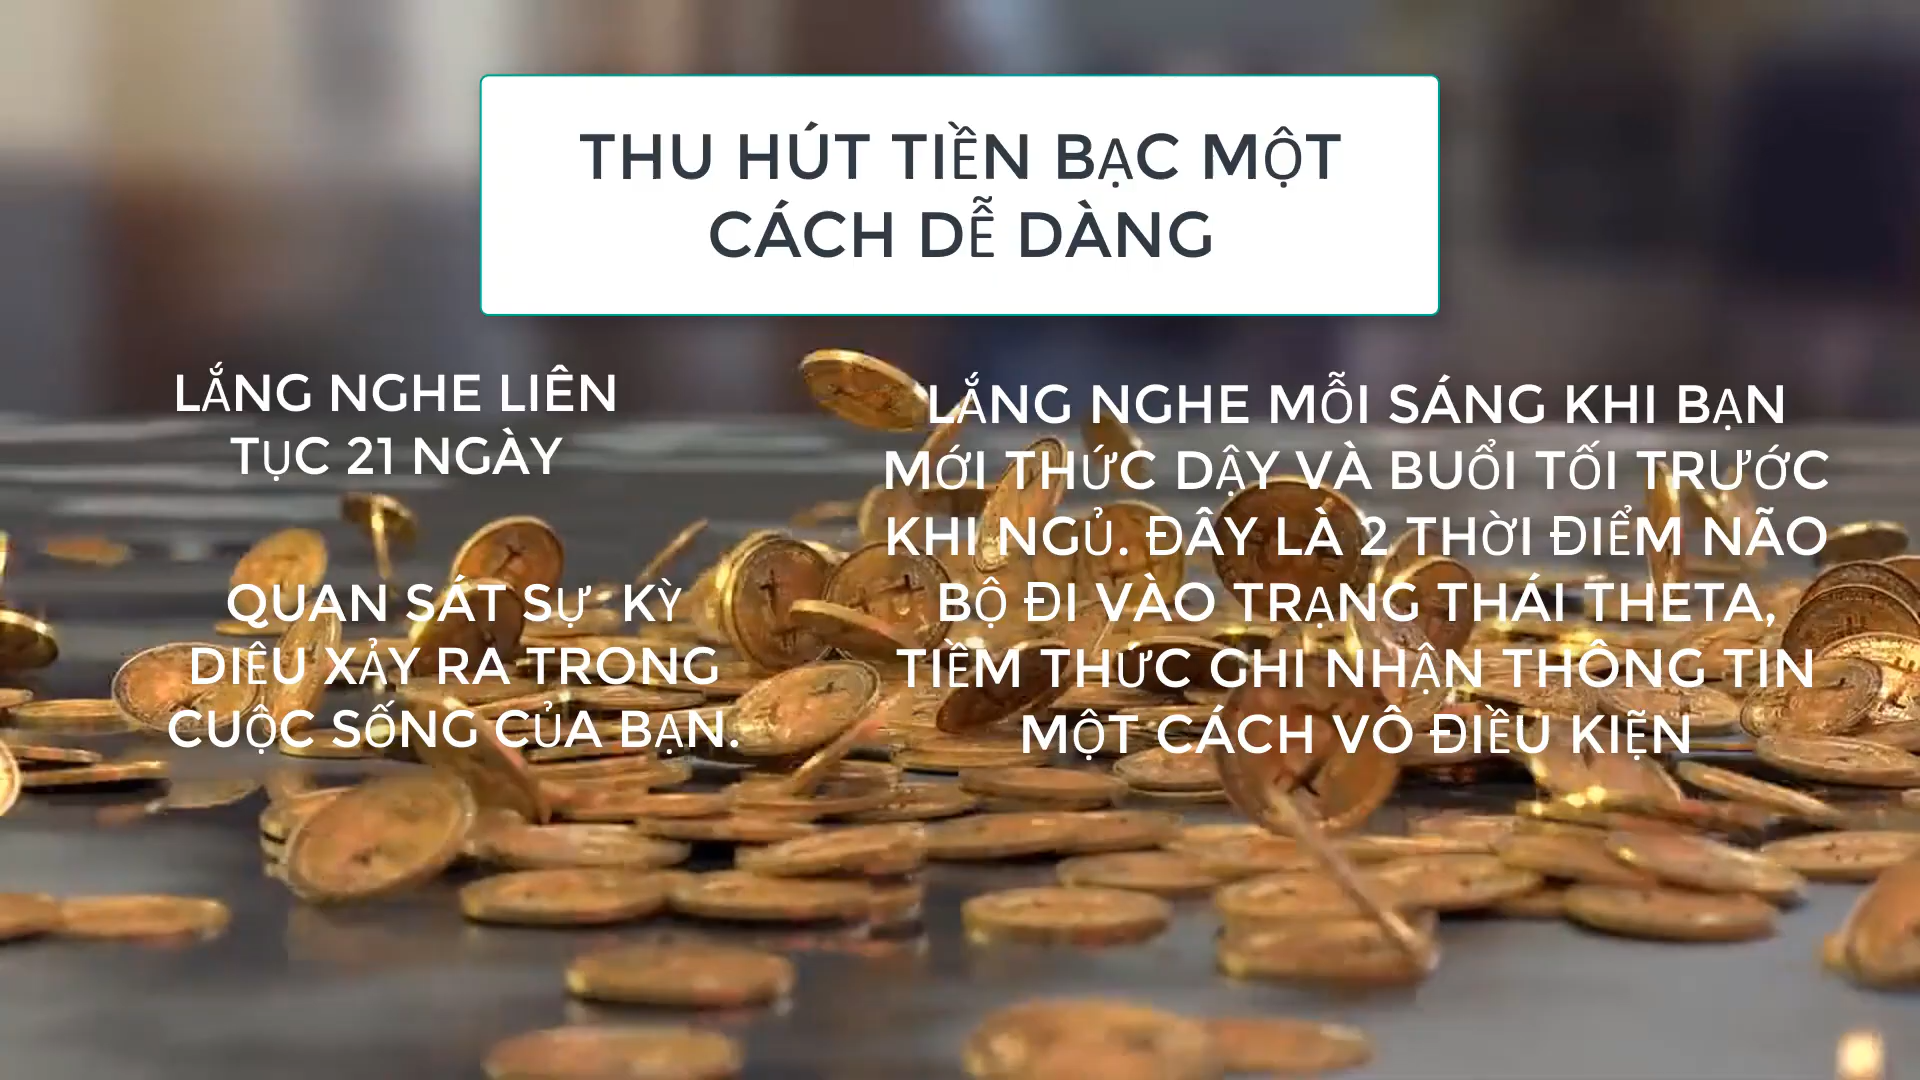 THU HÚT TIỀN BẠC MỘT
CÁCH DỄ DÀNG
LẮNG NGHE LIÊN
TỤC 21 NGÀY
QUAN SÁT SỰ KỲ
DIỆU XẢY RA TRONG
CUỘC SỐNG CỦA BẠN.
LẮNG NGHE MỖI SÁNG KHI BẠN
MỚI THỨC DẬY VÀ BUỔI TỐI TRƯỚC
KHI NGỦ. ĐÂY LÀ 2 THỜI ĐIỂM NÃO
BỘ ĐI VÀO TRẠNG THÁI THETA,
TIỀM THỨC GHI NHẬN THÔNG TIN
MỘT CÁCH VÔ ĐIỀU KIẸ̃N